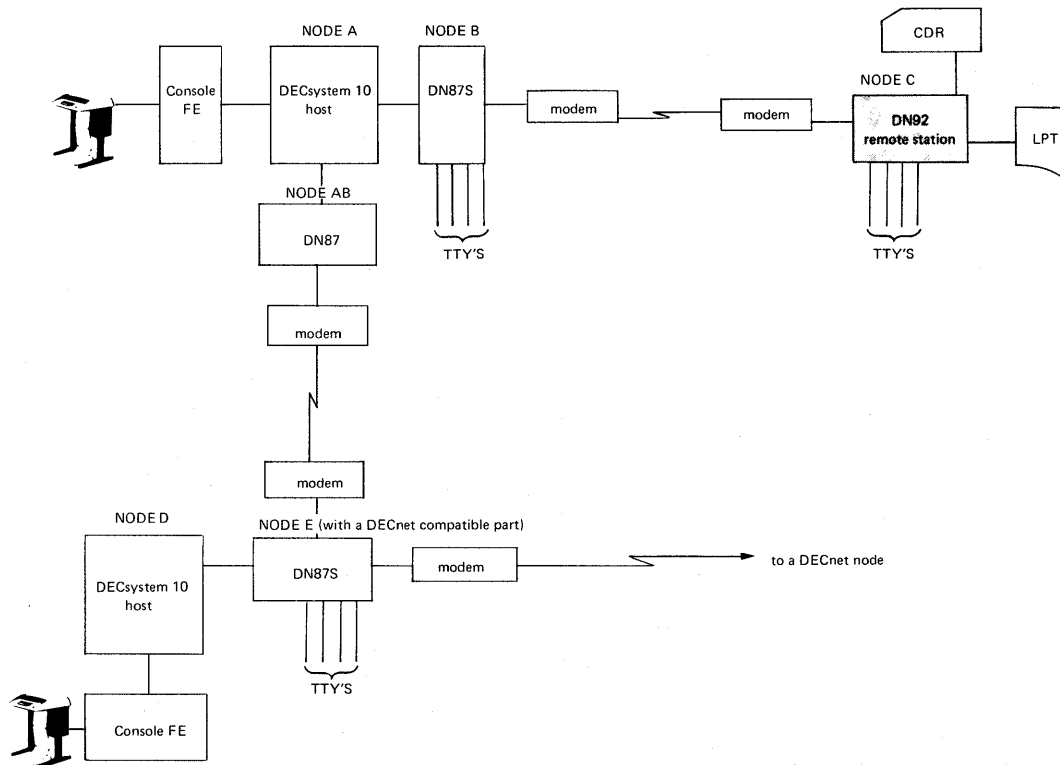 NODE A
NODE B
CDR
Console
FE
DECsystem 10
host
DN87S
modem
modem
NODE C
DN92
remote station
LPT
NODE AB
DN87
TTY'S
TTY'S
modem
modem
NODE D
NODE E (with a DECnet compatible part)
DECsystem 10
host
DN87S
modem
to a DECnet node
TTY'S
Console FE